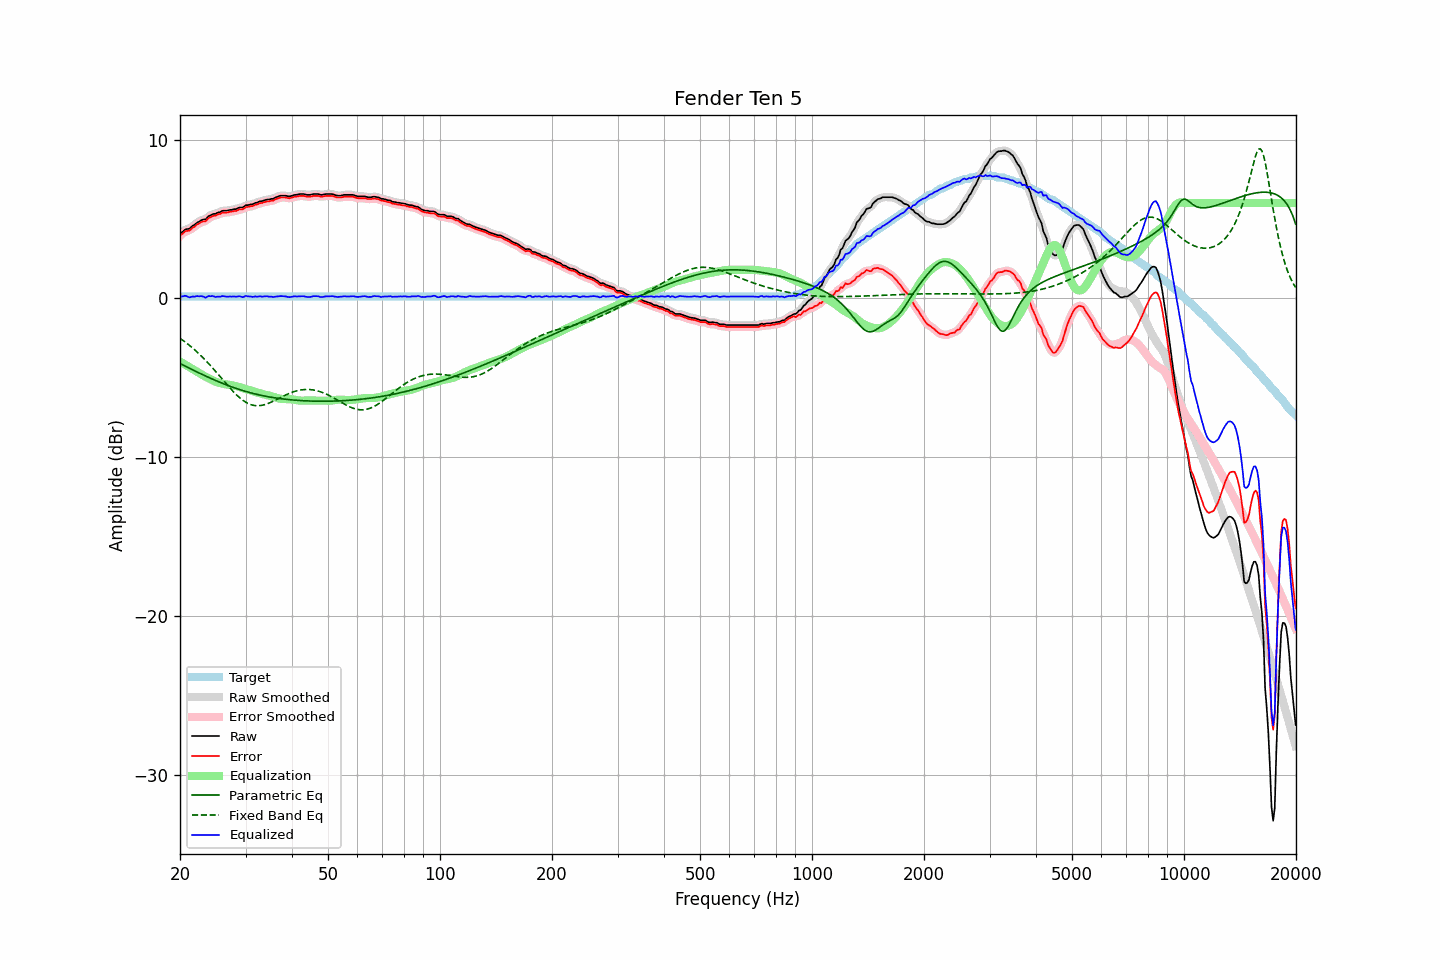 Fender Ten 5
10
0
−10
−20
−30
Amplitude (dBr)
Target
Raw Smoothed
Error Smoothed
Raw
Error
Equalization
Parametric Eq
Fixed Band Eq
Equalized
20
50
100
200
500
1000
2000
5000
10000
20000
Frequency (Hz)